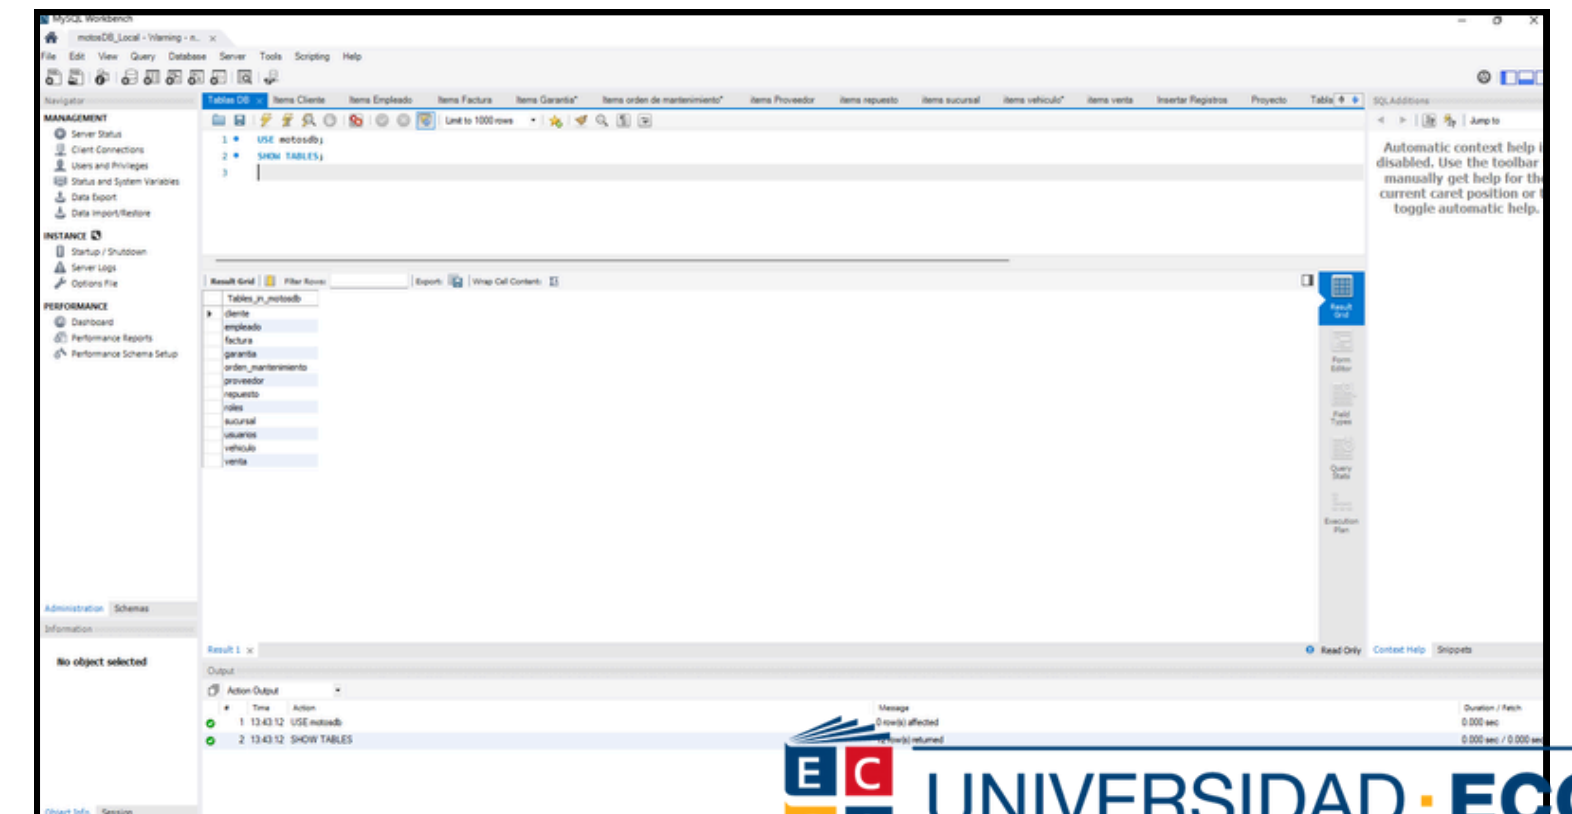 MySQL Workbench
motosDB_Local - Warning - n...
File Edit View Query Database Server Tools Scripting Help
Navigator
MANAGEMENT
Server Status
Client Connections
Users and Privileges
Status and System Variables
Data Export
Data Import/Restore
INSTANCE
Startup / Shutdown
Server Logs
Options File
PERFORMANCE
Dashboard
Performance Reports
Performance Schema Setup
Administration Schemas
Information
No object selected
Object Info Session
Tablas DB Items Cliente Items Empleado Items Factura Items Garantia* Items orden de mantenimiento* items Proveedor items repuesto items sucursal items vehiculo* items venta Insertar Registros Proyecto Tabla
Limit to 1000 rows
1 USE motosdb;
2 SHOW TABLES;
3
Result Grid Filter Rows: Export: Wrap Cell Content:
Tables_in_motosdb
cliente
empleado
factura
garantia
orden_mantenimiento
proveedor
repuesto
roles
sucursal
usuarios
vehiculo
venta
Result Grid
Form Editor
Field Types
Query Stats
Execution Plan
Result 1
Read Only
SQLAdditions
Jump to
Automatic context help i
disabled. Use the toolbar
manually get help for the
current caret position or t
toggle automatic help.
Context Help Snippets
Output
Action Output
# Time Action Message Duration / Fetch
1 13:43:12 USE motosdb 0 row(s) affected 0.000 sec
2 13:43:12 SHOW TABLES 12 row(s) returned 0.000 sec / 0.000 sec
EC
UNIVERSIDAD · ECO